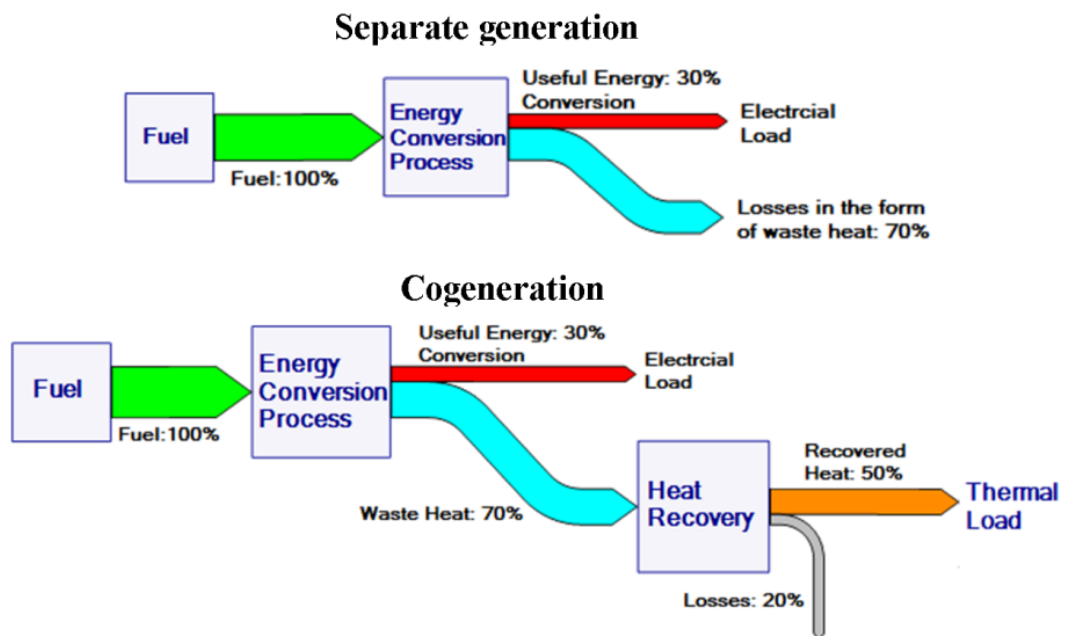 Separate generation
Fuel
Fuel:100%
Energy
Conversion
Process
Useful Energy: 30%
Conversion
Electrcial
Load
Losses in the form
of waste heat: 70%
Cogeneration
Fuel
Fuel:100%
Energy
Conversion
Process
Useful Energy: 30%
Conversion
Electrcial
Load
Waste Heat: 70%
Heat
Recovery
Recovered
Heat: 50%
Thermal
Load
Losses: 20%